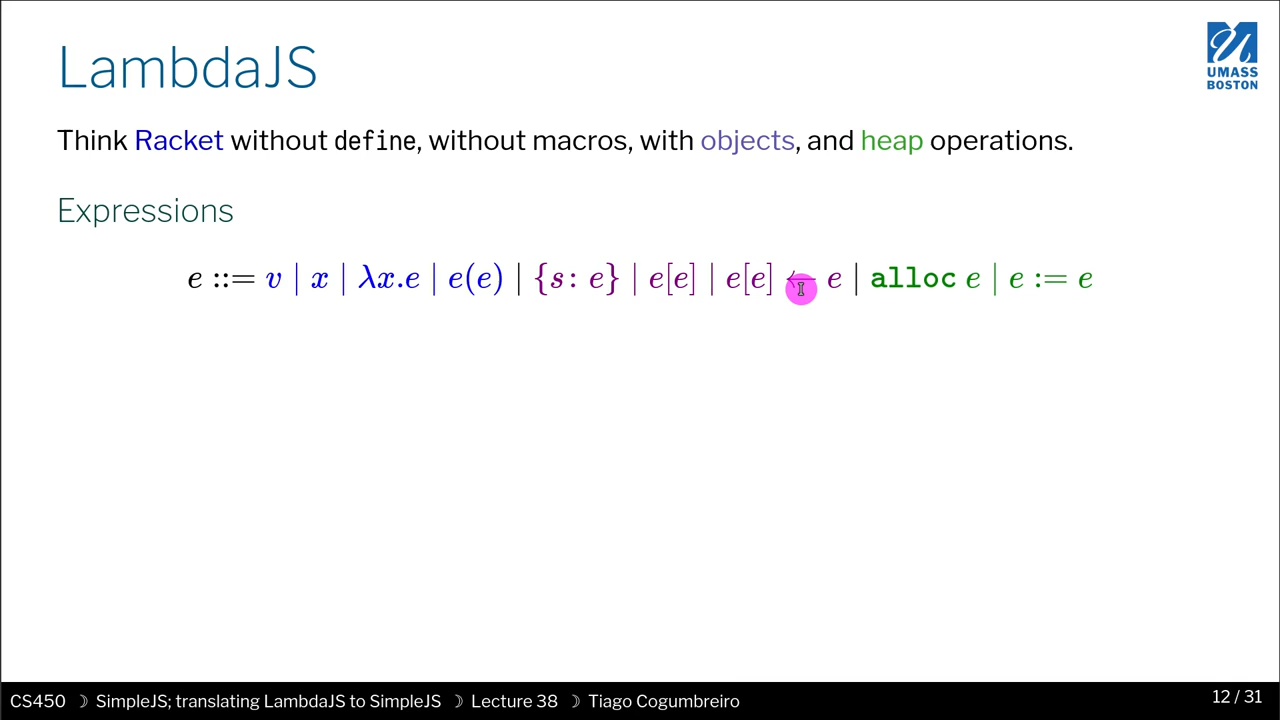 LambdaJS
UMASS
BOSTON
Think Racket without define, without macros, with objects, and heap operations.
Expressions
e ::= v | x | λx.e | e(e) | {s: e} | e[e] | e[e] ← e | alloc e | e := e
CS450 ☽ SimpleJS; translating LambdaJS to SimpleJS ☽ Lecture 38 ☽ Tiago Cogumbreiro
12 / 31